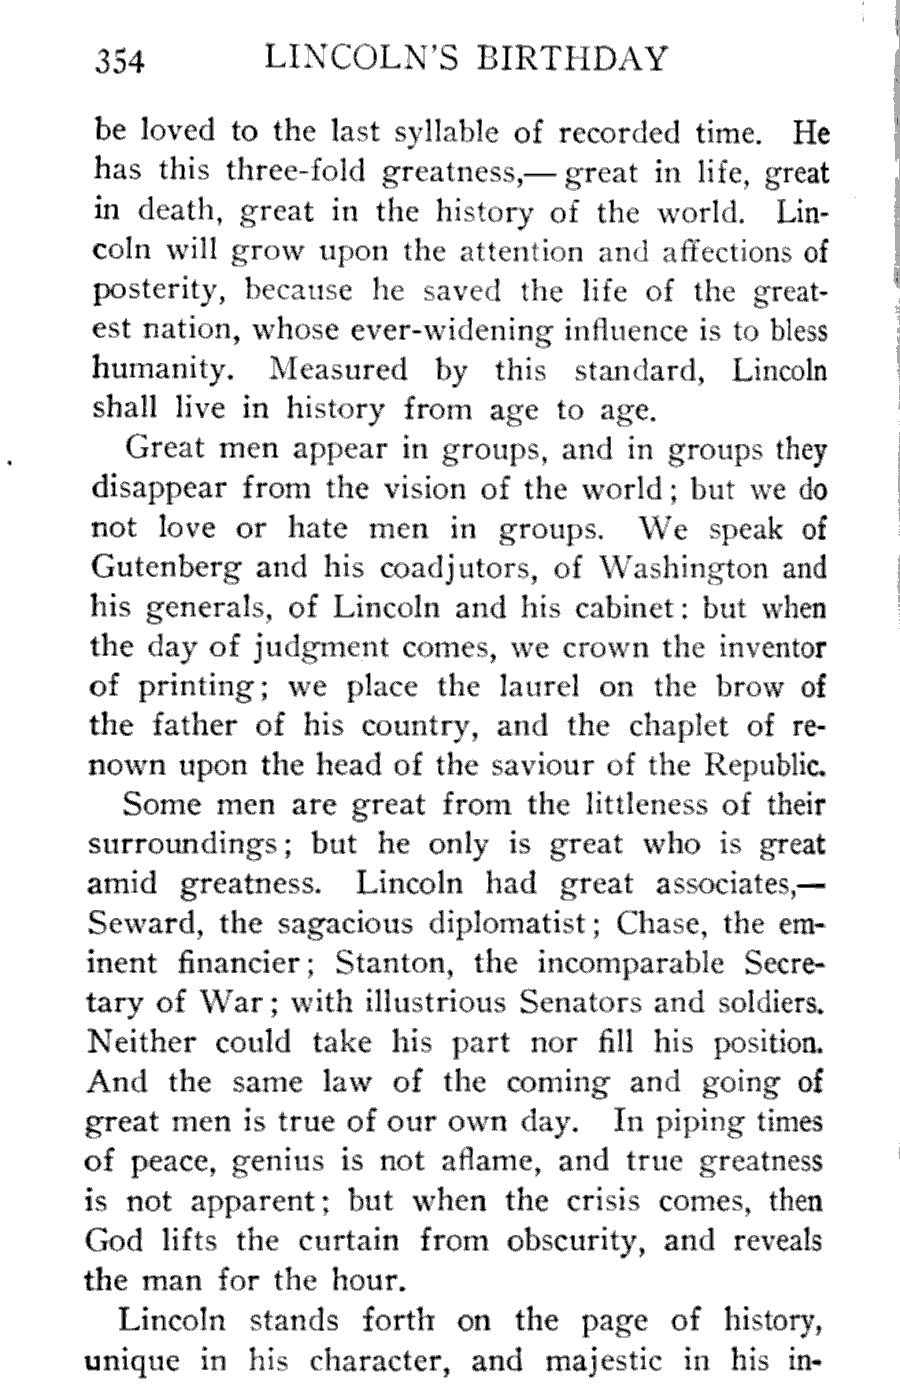 354 LINCOLN'S BIRTHDAY
be loved to the last syllable of recorded time. He
has this three-fold greatness,— great in life, great
in death, great in the history of the world. Lin-
coln will grow upon the attention and affections of
posterity, because he saved the life of the great-
est nation, whose ever-widening influence is to bless
humanity. Measured by this standard, Lincoln
shall live in history from age to age.
Great men appear in groups, and in groups they
disappear from the vision of the world; but we do
not love or hate men in groups. We speak of
Gutenberg and his coadjutors, of Washington and
his generals, of Lincoln and his cabinet: but when
the day of judgment comes, we crown the inventor
of printing; we place the laurel on the brow of
the father of his country, and the chaplet of re-
nown upon the head of the saviour of the Republic.
Some men are great from the littleness of their
surroundings; but he only is great who is great
amid greatness. Lincoln had great associates,—
Seward, the sagacious diplomatist; Chase, the em-
inent financier; Stanton, the incomparable Secre-
tary of War; with illustrious Senators and soldiers.
Neither could take his part nor fill his position.
And the same law of the coming and going of
great men is true of our own day. In piping times
of peace, genius is not aflame, and true greatness
is not apparent; but when the crisis comes, then
God lifts the curtain from obscurity, and reveals
the man for the hour.
Lincoln stands forth on the page of history,
unique in his character, and majestic in his in-